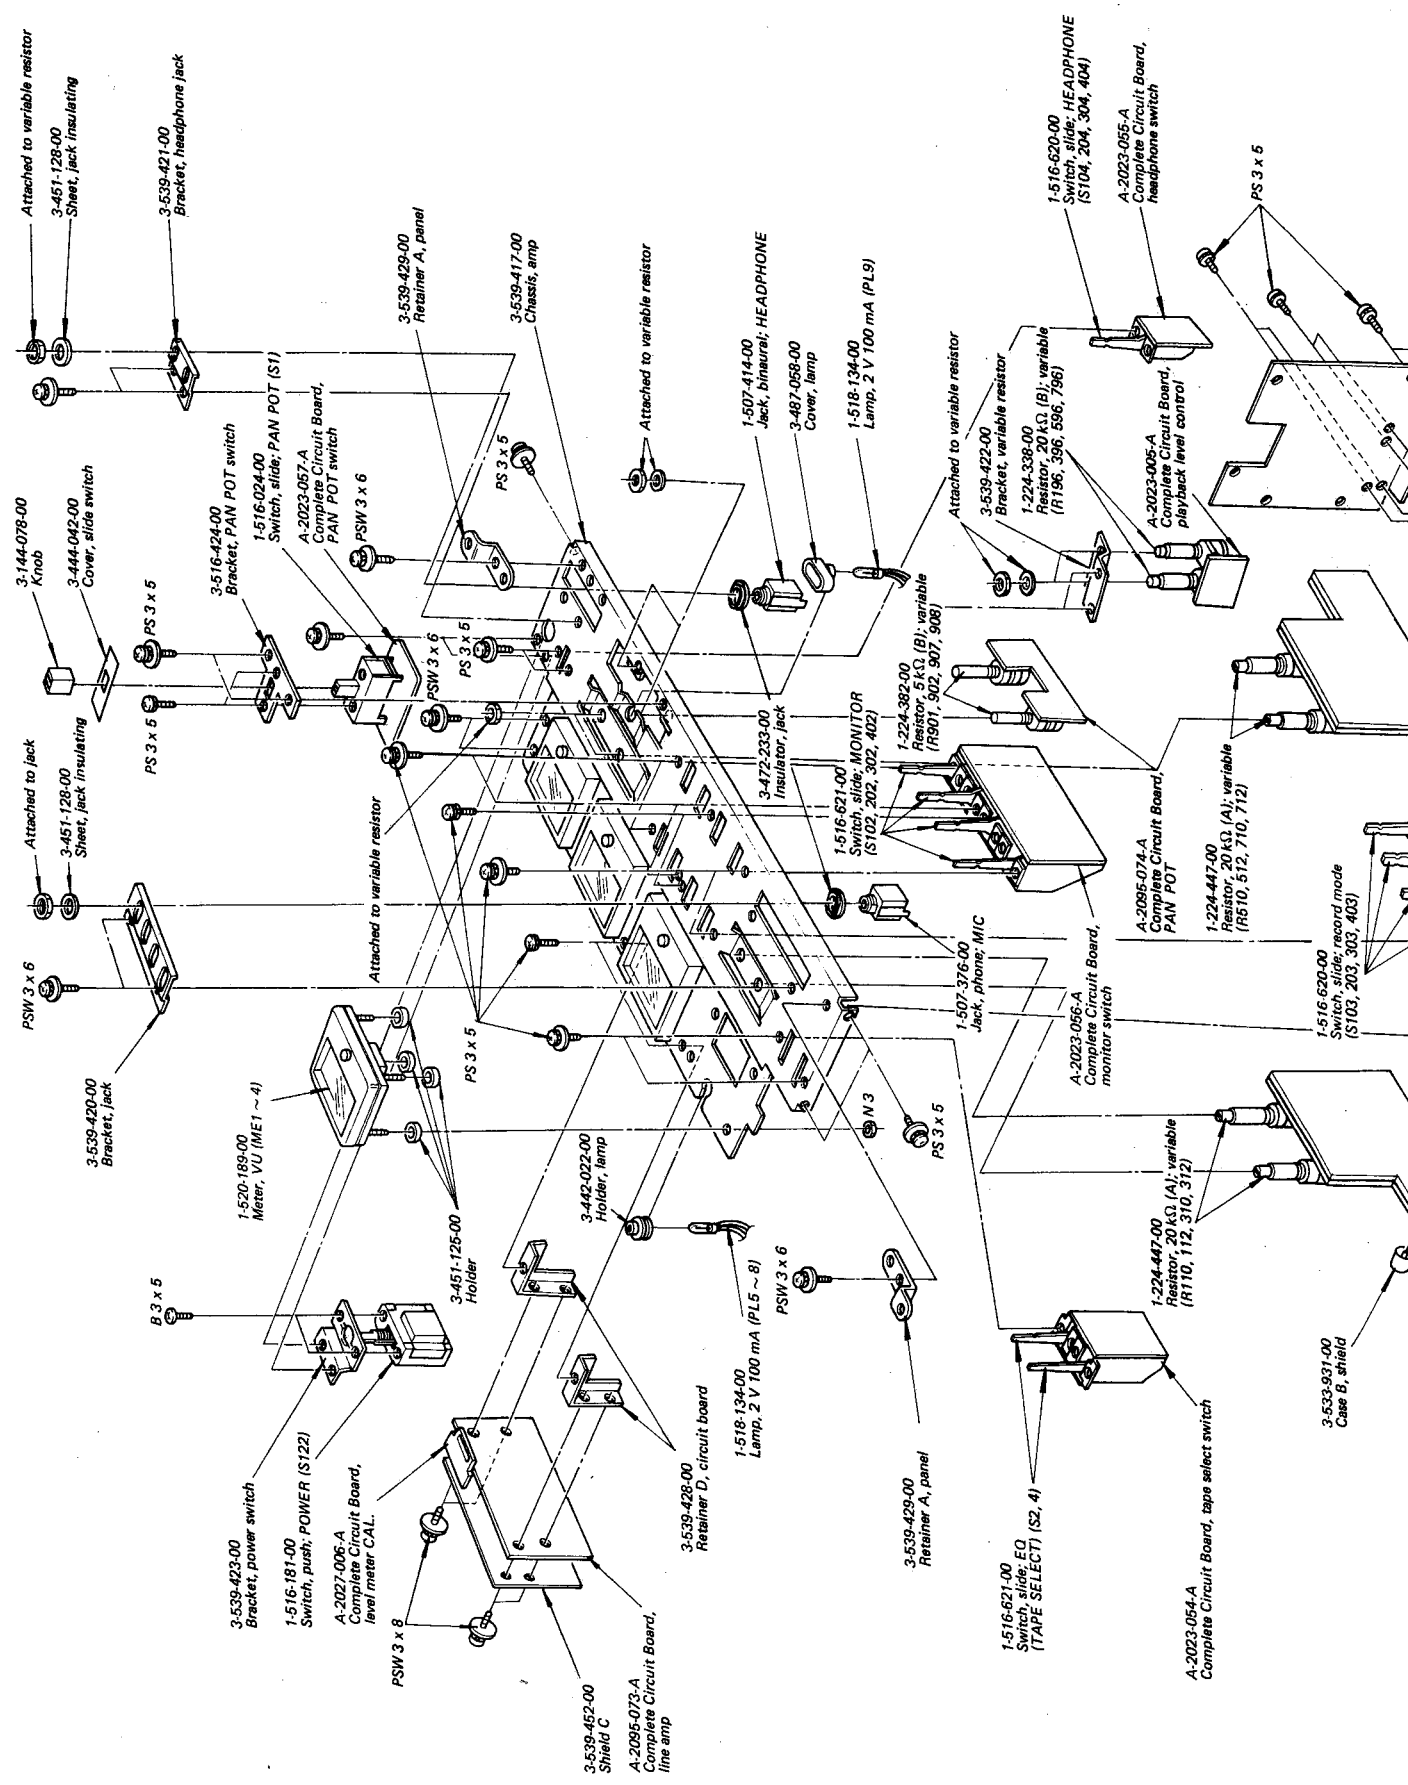 Attached to variable resistor
3-451-128-00
Sheet, jack insulating
3-539-421-00
Bracket, headphone jack
3-144-078-00
Knob
3-444-042-00
Cover, slide switch
PS 3 x 5
PS 3 x 5
3-516-424-00
Bracket, PAN POT switch
1-516-024-00
Switch, slide; PAN POT (S1)
A-2023-057-A
Complete Circuit Board,
PAN POT switch
PSW 3 x 6
3-539-429-00
Retainer A, panel
PS 3 x 5
3-539-417-00
Chassis, amp
Attached to variable resistor
1-507-414-00
Jack, binaural; HEADPHONE
3-487-058-00
Cover, lamp
1-518-134-00
Lamp, 2 V 100 mA (PL9)
1-516-620-00
Switch, slide; HEADPHONE
(S104, 204, 304, 404)
A-2023-055-A
Complete Circuit Board,
headphone switch
PS 3 x 5
Attached to variable resistor
3-539-422-00
Bracket, variable resistor
1-224-338-00
Resistor, 20 kΩ (B); variable
(R196, 396, 596, 796)
A-2023-005-A
Complete Circuit Board,
playback level control
Attached to jack
3-451-128-00
Sheet, jack insulating
PSW 3 x 6
3-539-420-00
Bracket, jack
Attached to variable resistor
PSW 3 x 6
PS 3 x 5
3-472-233-00
Insulator, jack
1-224-382-00
Resistor, 5 kΩ (B); variable
(R901, 902, 907, 908)
1-516-621-00
Switch, slide; MONITOR
(S102, 202, 302, 402)
A-2095-074-A
Complete Circuit Board,
PAN POT
1-224-447-00
Resistor, 20 kΩ (A); variable
(R510, 512, 710, 712)
1-516-620-00
Switch, slide; record mode
(S103, 203, 303, 403)
PS 3 x 5
1-507-376-00
Jack, phone; MIC
A-2023-056-A
Complete Circuit Board,
monitor switch
1-520-189-00
Meter, VU (ME1 ~ 4)
3-451-125-00
Holder
N 3
PS 3 x 5
3-442-022-00
Holder, lamp
B 3 x 5
1-518-134-00
Lamp, 2 V 100 mA (PL5 ~ 8)
PSW 3 x 6
3-539-429-00
Retainer A, panel
1-224-447-00
Resistor, 20 kΩ (A); variable
(R110, 112, 310, 312)
3-533-931-00
Case B, shield
3-539-423-00
Bracket, power switch
1-516-181-00
Switch, push; POWER (S122)
A-2027-006-A
Complete Circuit Board,
level meter CAL.
PSW 3 x 8
3-539-428-00
Retainer D, circuit board
3-539-452-00
Shield C
A-2095-073-A
Complete Circuit Board,
line amp
1-516-621-00
Switch, slide; EQ
(TAPE SELECT) (S2, 4)
A-2023-054-A
Complete Circuit Board, tape select switch